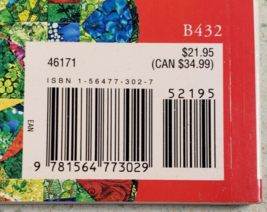 B432
$21.95
46171
(CAN $34.99)
ISBN 1-56477-302-7
52195
EAN
9 781564 773029